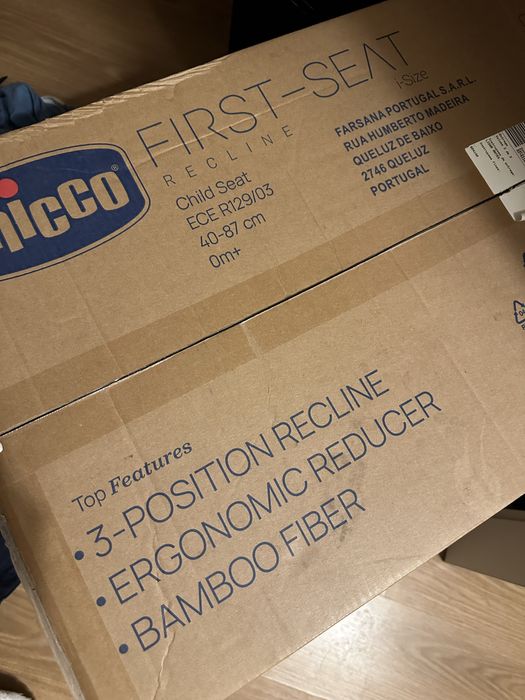 FIRST-SEAT
RECLINE i-Size
Child Seat
ECE R129/03
40-87 cm
0m+
FARSANA PORTUGAL S.A.R.L.
RUA HUMBERTO MADEIRA
QUELUZ DE BAIXO
2746 QUELUZ
PORTUGAL
Top Features
• 3-POSITION RECLINE
• ERGONOMIC REDUCER
• BAMBOO FIBER